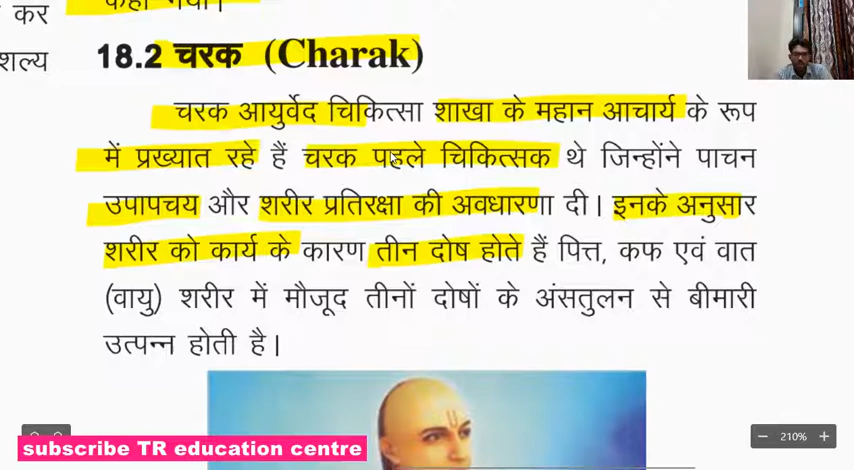 कर
शल्य
18.2 चरक (Charak)
चरक आयुर्वेद चिकित्सा शाखा के महान आचार्य के रूप
में प्रख्यात रहे हैं चरक पहले चिकित्सक थे जिन्होंने पाचन
उपापचय और शरीर प्रतिरक्षा की अवधारणा दी। इनके अनुसार
शरीर को कार्य के कारण तीन दोष होते हैं पित्त, कफ एवं वात
(वायु) शरीर में मौजूद तीनों दोषों के अंसतुलन से बीमारी
उत्पन्न होती है।
subscribe TR education centre
210%